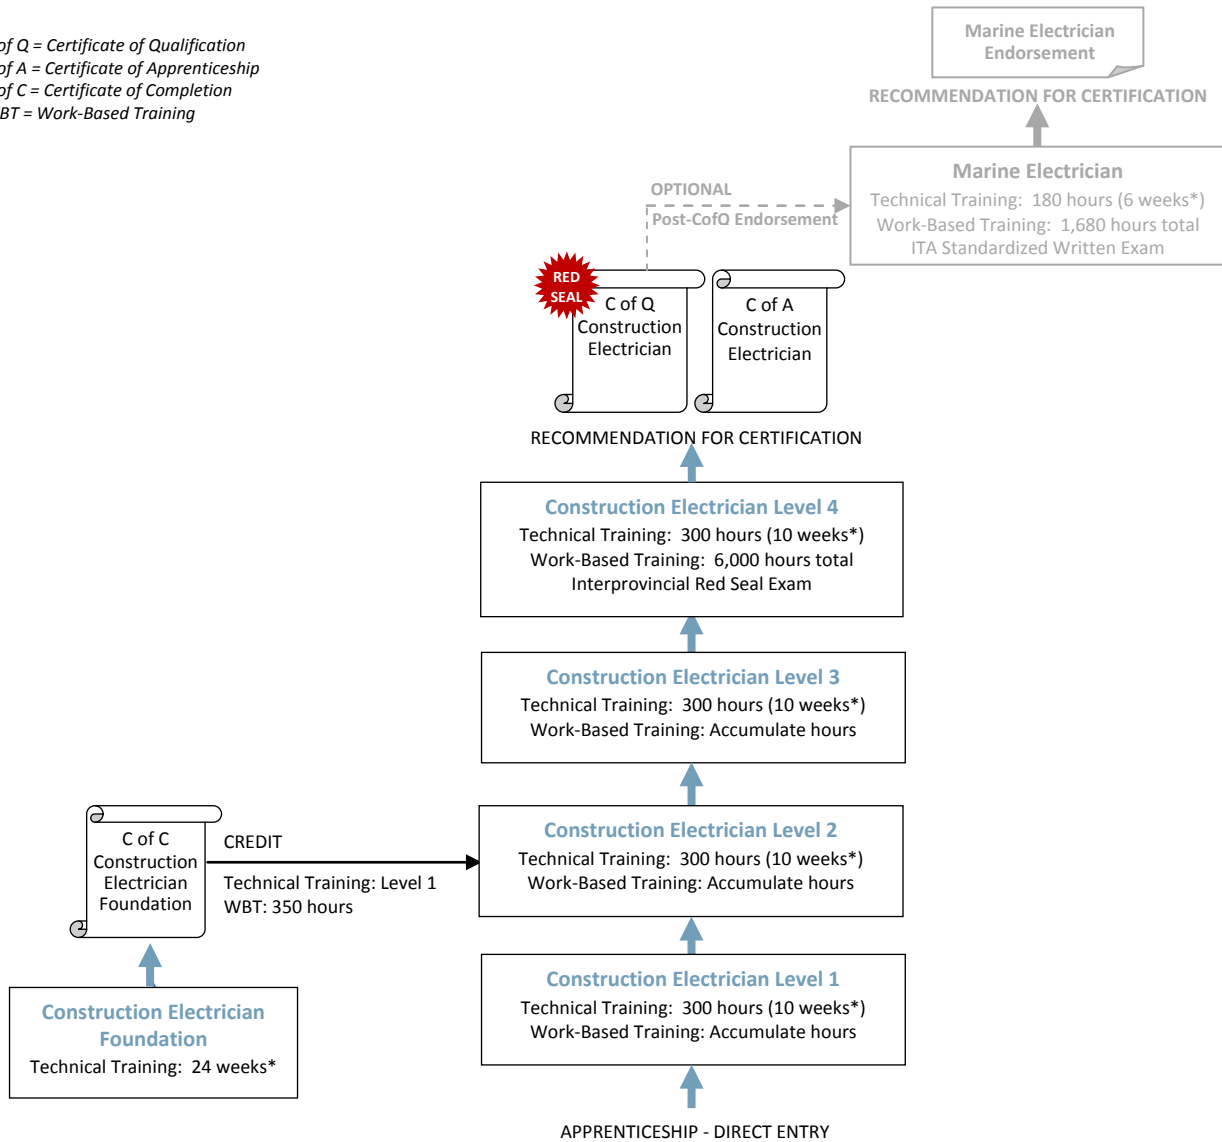 of Q = Certificate of Qualification
of A = Certificate of Apprenticeship
of C = Certificate of Completion
BT = Work-Based Training
Marine Electrician
Endorsement
RECOMMENDATION FOR CERTIFICATION
Marine Electrician
Technical Training: 180 hours (6 weeks*)
Work-Based Training: 1,680 hours total
ITA Standardized Written Exam
OPTIONAL
Post-CofQ Endorsement
RED
SEAL
C of Q
Construction
Electrician
C of A
Construction
Electrician
RECOMMENDATION FOR CERTIFICATION
Construction Electrician Level 4
Technical Training: 300 hours (10 weeks*)
Work-Based Training: 6,000 hours total
Interprovincial Red Seal Exam
Construction Electrician Level 3
Technical Training: 300 hours (10 weeks*)
Work-Based Training: Accumulate hours
Construction Electrician Level 2
Technical Training: 300 hours (10 weeks*)
Work-Based Training: Accumulate hours
C of C
Construction
Electrician
Foundation
CREDIT
Technical Training: Level 1
WBT: 350 hours
Construction Electrician Level 1
Technical Training: 300 hours (10 weeks*)
Work-Based Training: Accumulate hours
Construction Electrician
Foundation
Technical Training: 24 weeks*
APPRENTICESHIP - DIRECT ENTRY